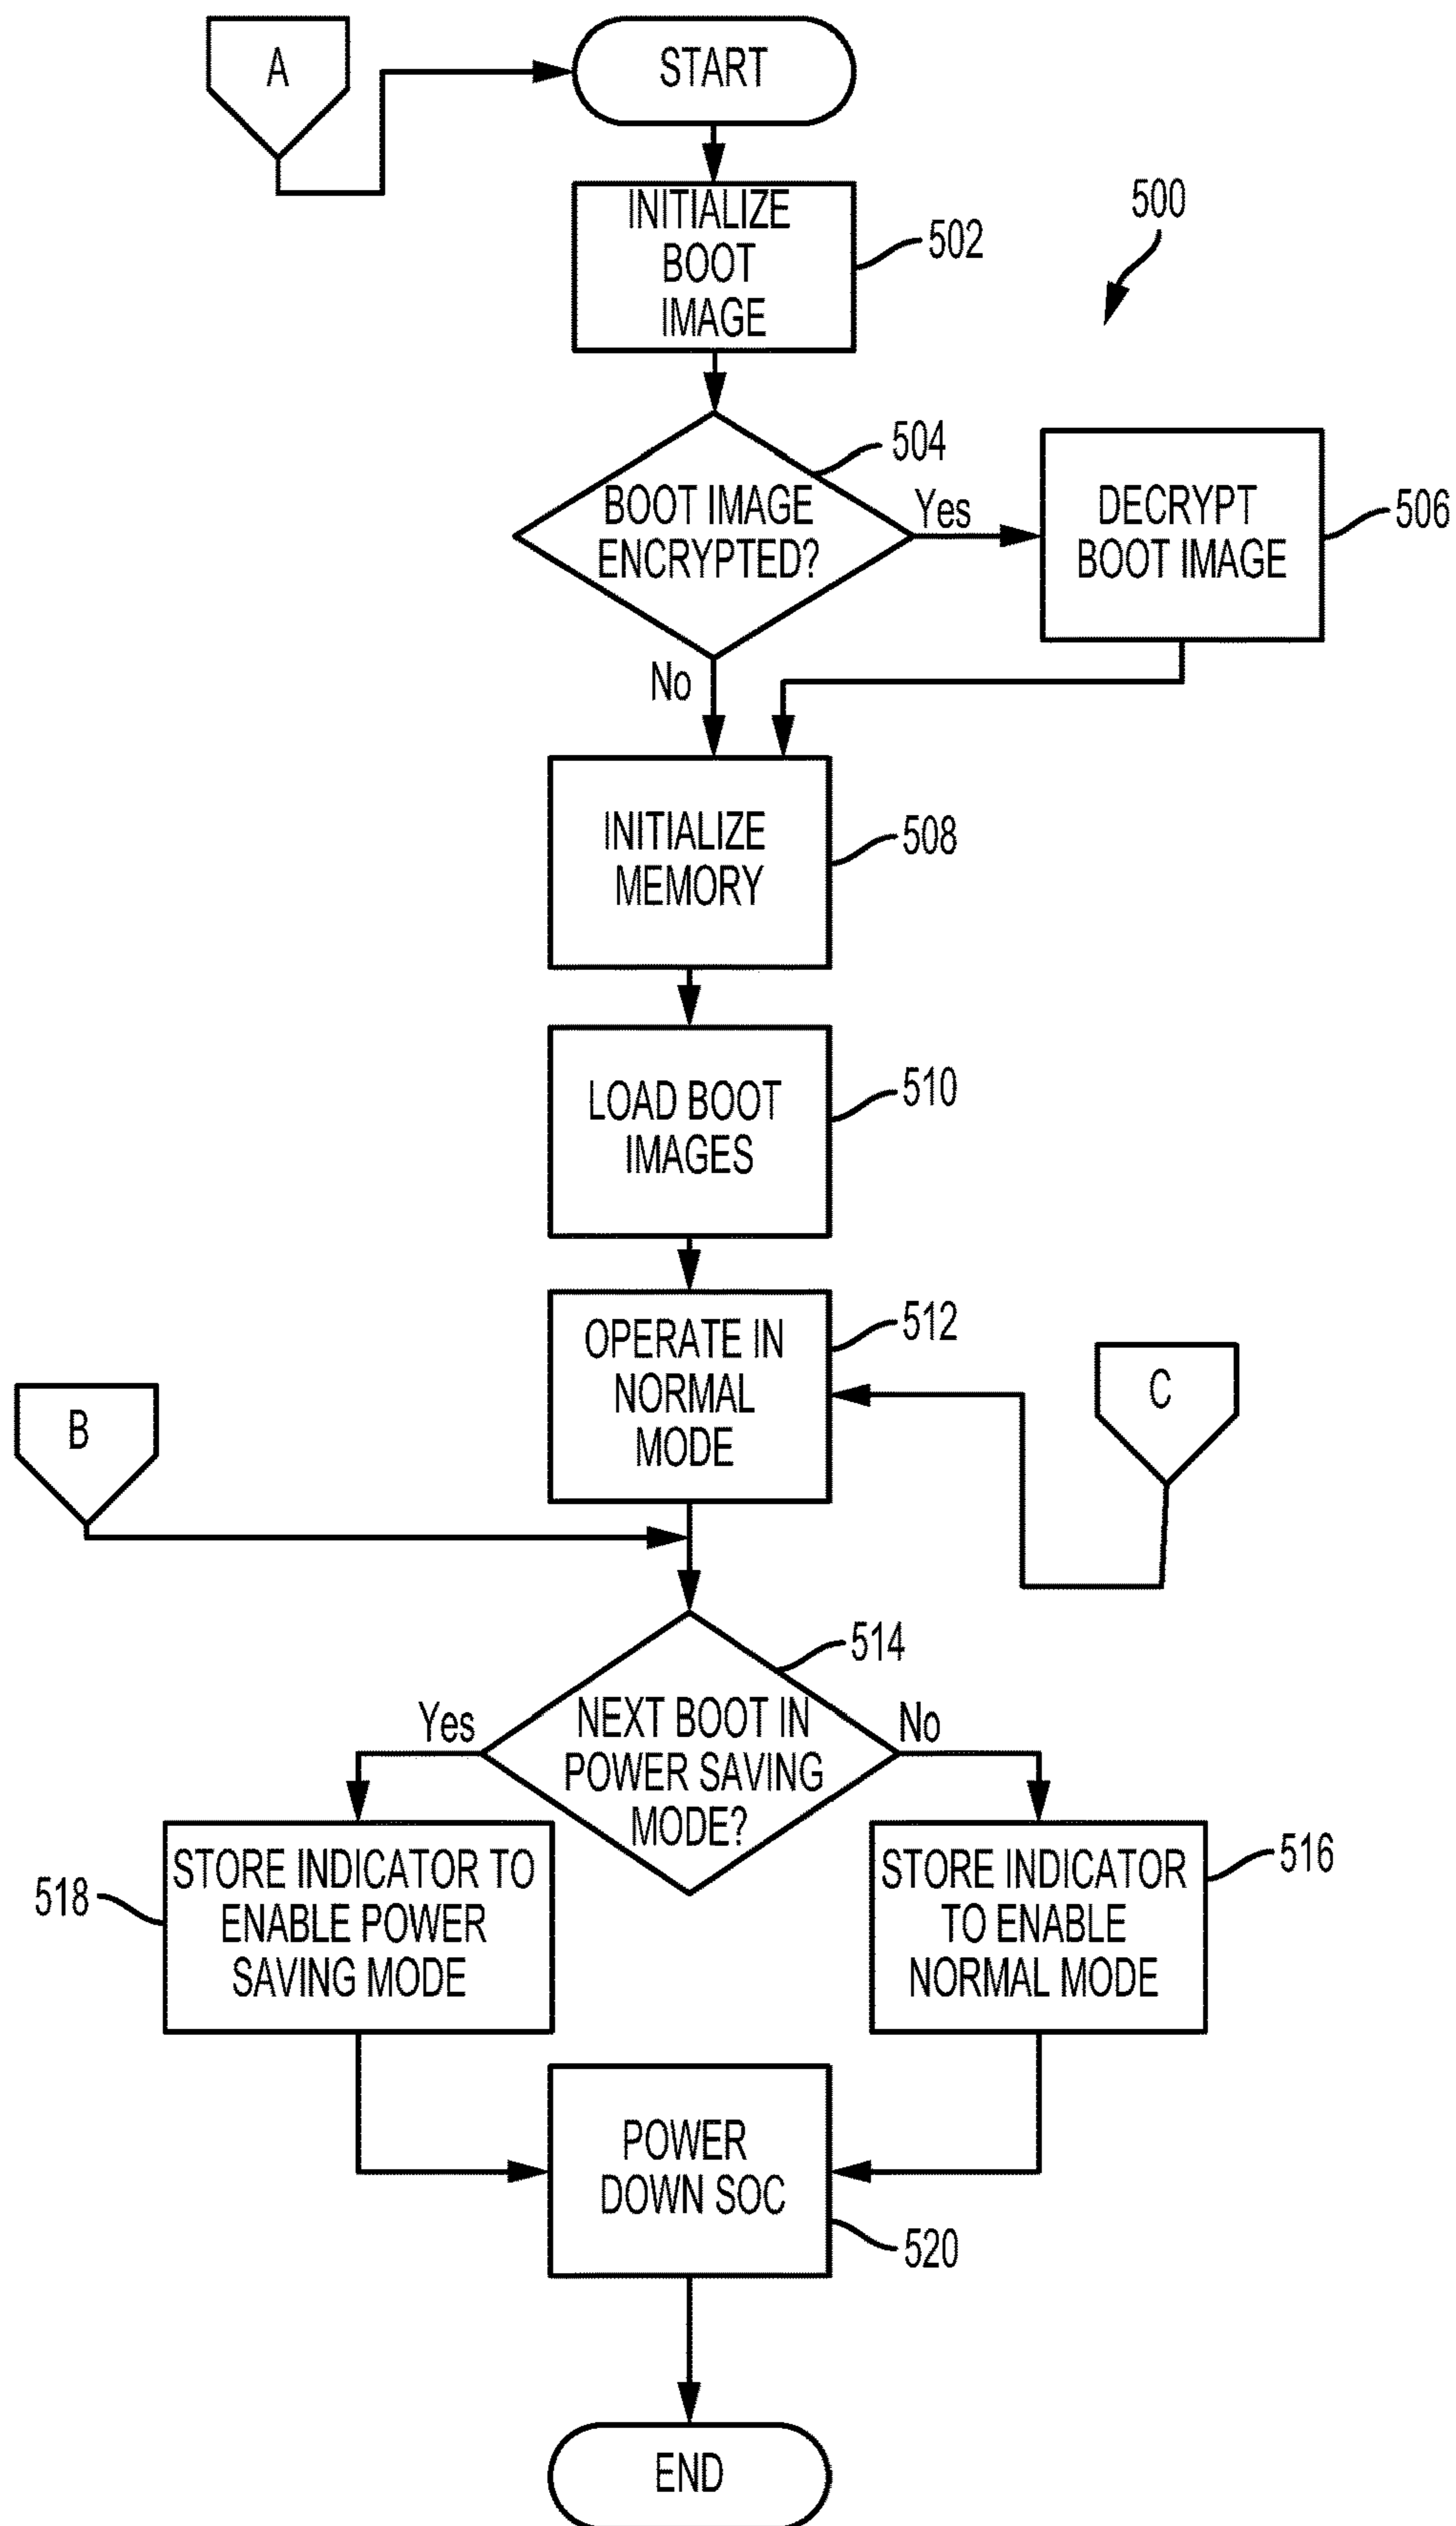 A
START
INITIALIZE
BOOT
IMAGE
502
500
504
BOOT IMAGE
ENCRYPTED?
Yes
DECRYPT
BOOT IMAGE
506
No
INITIALIZE
MEMORY
508
LOAD BOOT
IMAGES
510
OPERATE IN
NORMAL
MODE
512
B
C
514
NEXT BOOT IN
POWER SAVING
MODE?
Yes
No
518
STORE INDICATOR TO
ENABLE POWER
SAVING MODE
STORE INDICATOR
TO ENABLE
NORMAL MODE
516
POWER
DOWN SOC
520
END